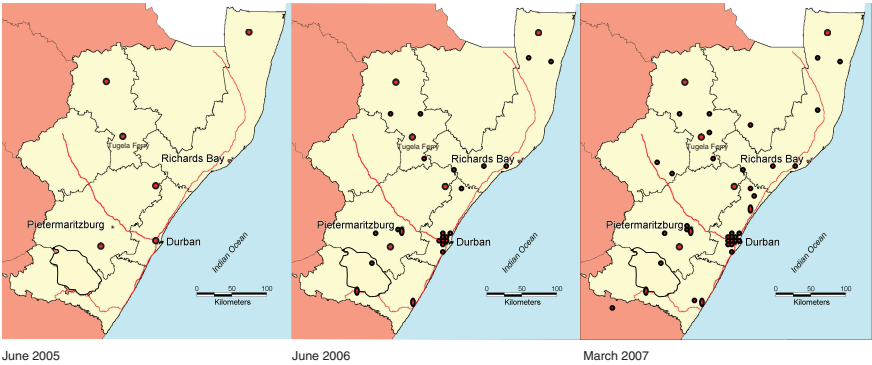 Tugela Ferry
Richards Bay
Pietermaritzburg
Durban
Indian Ocean
0 50 100
Kilometers
June 2005
Tugela Ferry
Richards Bay
Pietermaritzburg
Durban
Indian Ocean
0 50 100
Kilometers
June 2006
Tugela Ferry
Richards Bay
Pietermaritzburg
Durban
Indian Ocean
0 50 100
Kilometers
March 2007